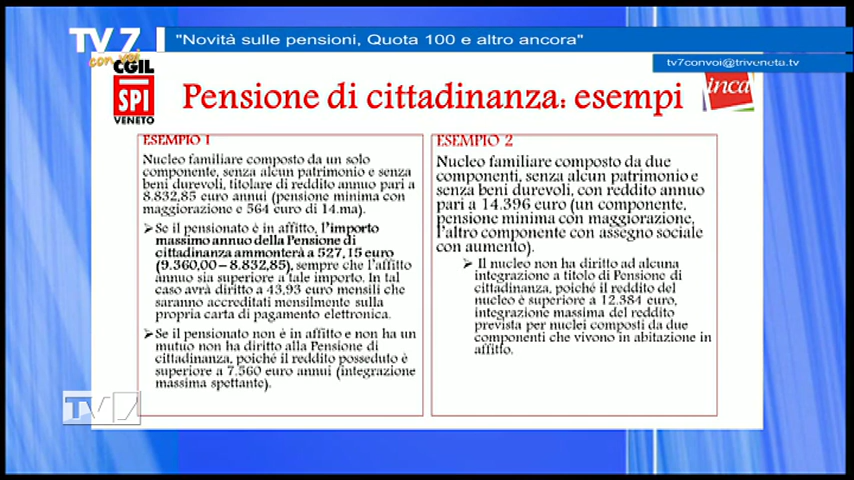 TV7
con voi
"Novità sulle pensioni, Quota 100 e altro ancora"
tv7convoi@triveneta.tv
CGIL
SPI
VENETO
Pensione di cittadinanza: esempi
inca
ESEMPIO 1
Nucleo familiare composto da un solo
componente, senza alcun patrimonio e senza
beni durevoli, titolare di reddito annuo pari a
8.832,85 euro annui (pensione minima con
maggiorazione e 564 euro di 14.ma).
Se il pensionato è in affitto, l'importo
massimo annuo della Pensione di
cittadinanza ammonterà a 527,15 euro
(9.360,00–8.832,85), sempre che l'affitto
annuo sia superiore a tale importo. In tal
caso avrà diritto a 43,93 euro mensili che
saranno accreditati mensilmente sulla
propria carta di pagamento elettronica.
Se il pensionato non è in affitto e non ha un
mutuo non ha diritto alla Pensione di
cittadinanza, poiché il reddito posseduto è
superiore a 7.560 euro annui (integrazione
massima spettante).
ESEMPIO 2
Nucleo familiare composto da due
componenti, senza alcun patrimonio e
senza beni durevoli, con reddito annuo
pari a 14.396 euro (un componente,
pensione minima con maggiorazione,
l'altro componente con assegno sociale
con aumento).
Il nucleo non ha diritto ad alcuna
integrazione a titolo di Pensione di
cittadinanza, poiché il reddito del
nucleo è superiore a 12.384 euro,
integrazione massima del reddito
prevista per nuclei composti da due
componenti che vivono in abitazione in
affitto.
TV7